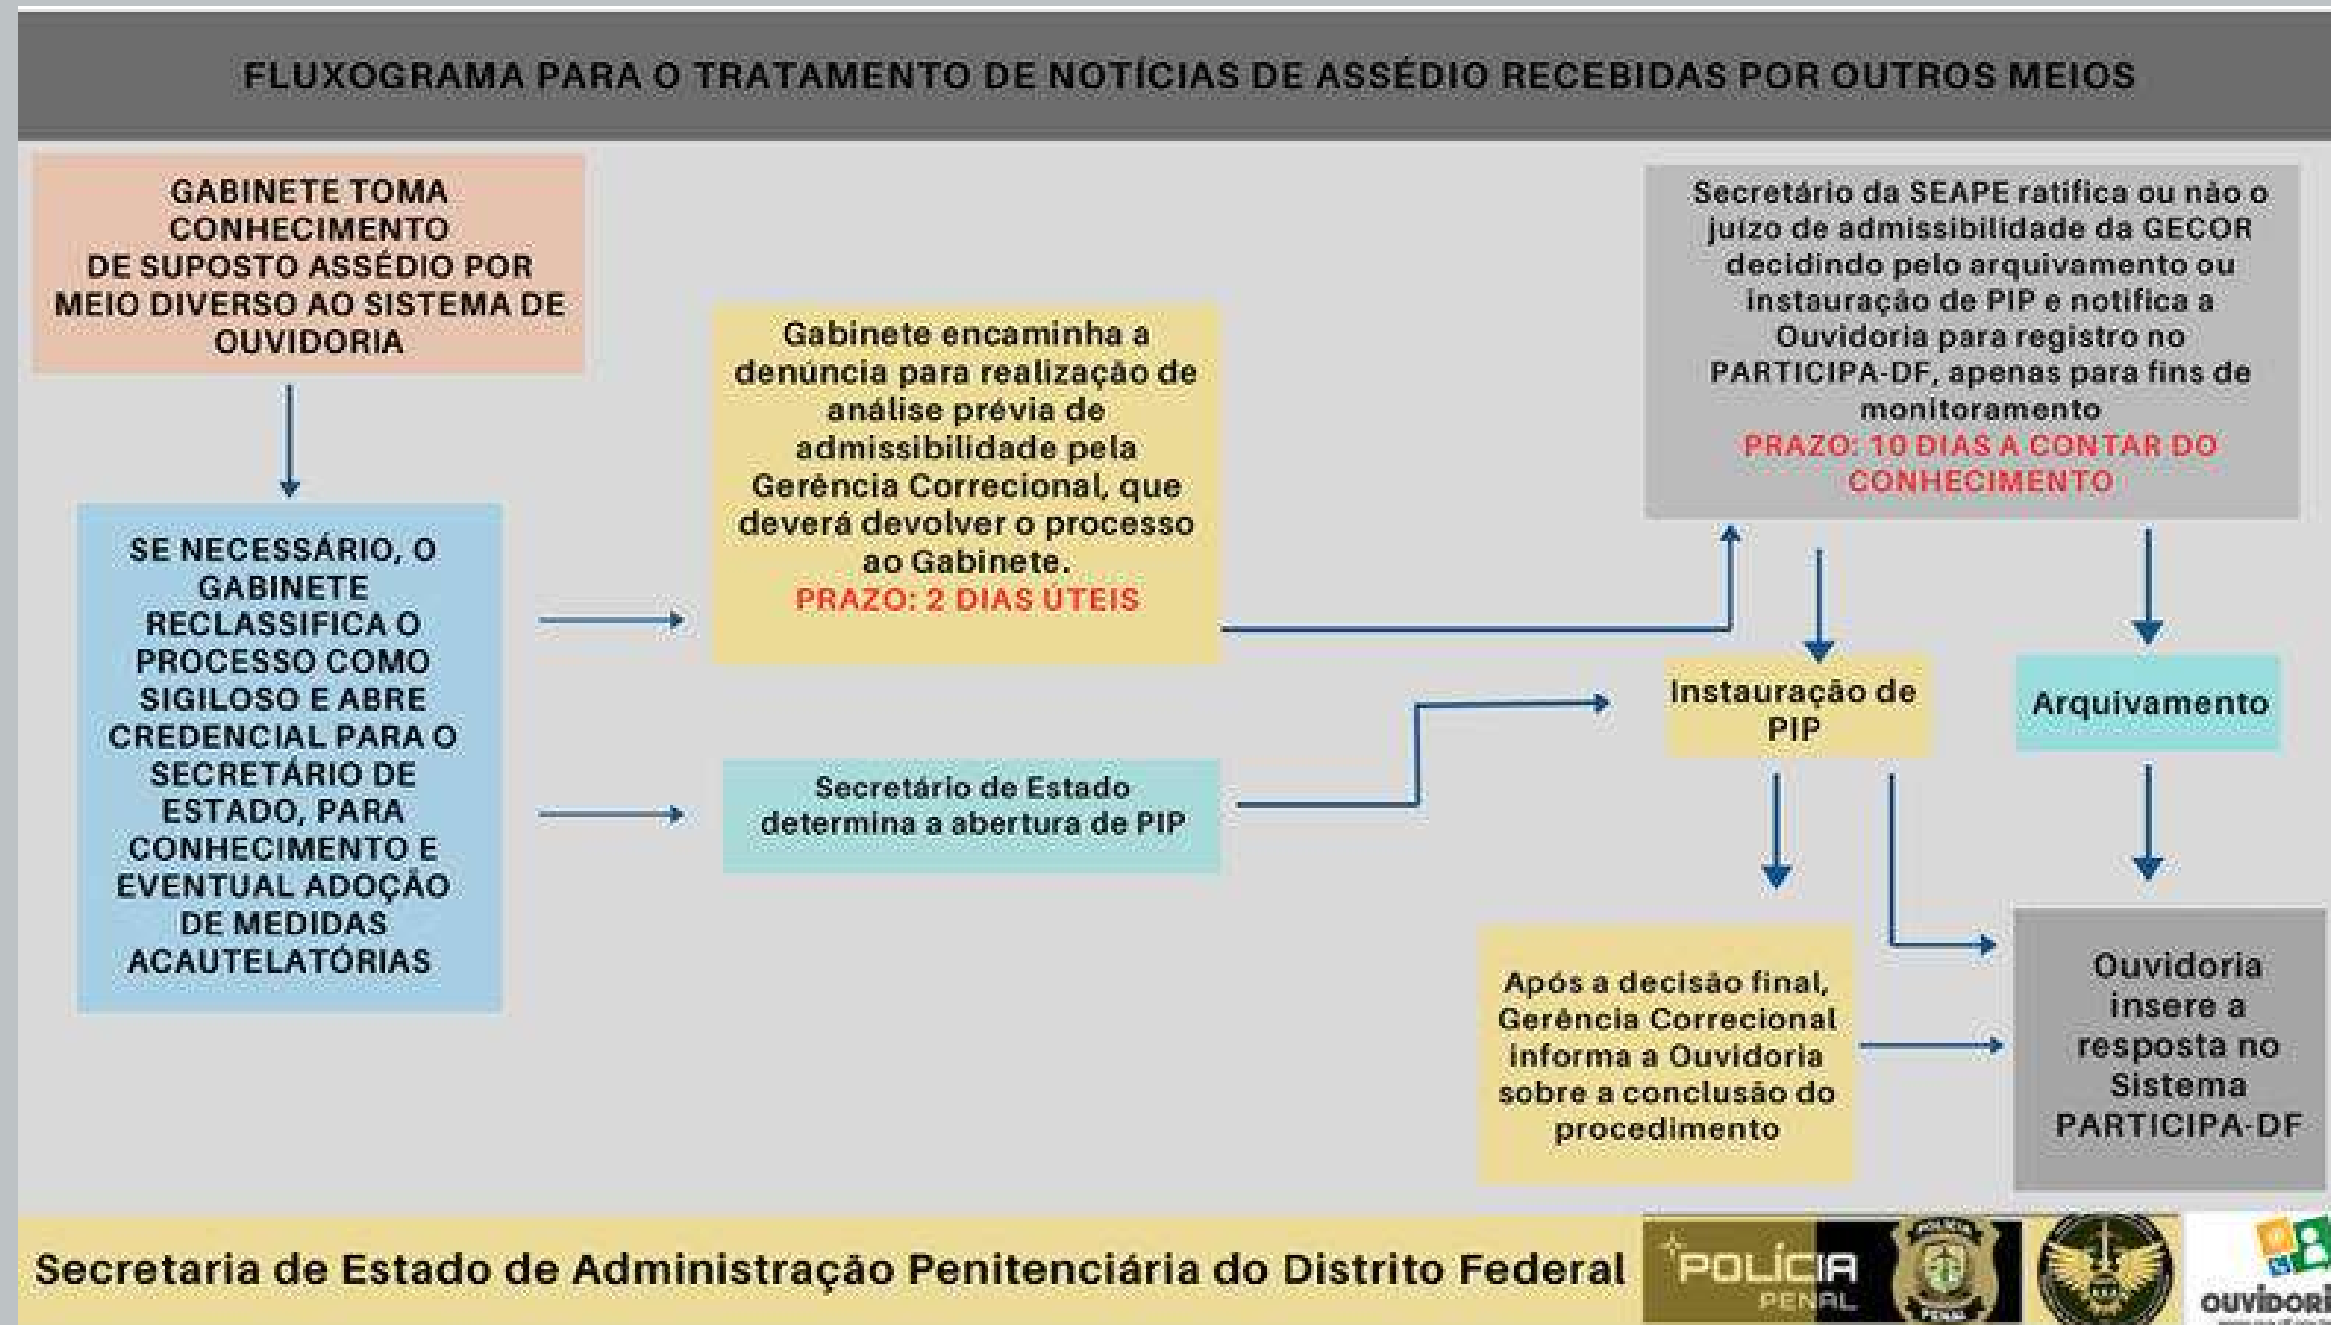 FLUXOGRAMA PARA O TRATAMENTO DE NOTÍCIAS DE ASSÉDIO RECEBIDAS POR OUTROS MEIOS
GABINETE TOMA
CONHECIMENTO
DE SUPOSTO ASSÉDIO POR
MEIO DIVERSO AO SISTEMA DE
OUVIDORIA
SE NECESSÁRIO, O
GABINETE
RECLASSIFICA O
PROCESSO COMO
SIGILOSO E ABRE
CREDENCIAL PARA O
SECRETÁRIO DE
ESTADO, PARA
CONHECIMENTO E
EVENTUAL ADOÇÃO
DE MEDIDAS
ACAUTELATÓRIAS
Gabinete encaminha a
denúncia para realização de
análise prévia de
admissibilidade pela
Gerência Correcional, que
deverá devolver o processo
ao Gabinete.
PRAZO: 2 DIAS ÚTEIS
Secretário de Estado
determina a abertura de PIP
Secretário da SEAPE ratifica ou não o
juízo de admissibilidade da GECOR
decidindo pelo arquivamento ou
instauração de PIP e notifica a
Ouvidoria para registro no
PARTICIPA-DF, apenas para fins de
monitoramento
PRAZO: 10 DIAS A CONTAR DO
CONHECIMENTO
Instauração de
PIP
Arquivamento
Após a decisão final,
Gerência Correcional
informa a Ouvidoria
sobre a conclusão do
procedimento
Ouvidoria
insere a
resposta no
Sistema
PARTICIPA-DF
Secretaria de Estado de Administração Penitenciária do Distrito Federal
POLÍCIA
PENAL
POLÍCIA
PENAL
OUVIDORI